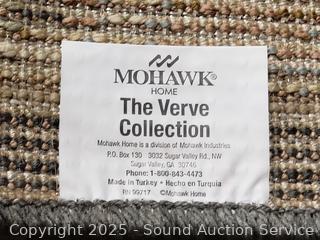 MOHAWK®
HOME
The Verve
Collection
Mohawk Home is a division of Mohawk Industries
P.O. Box 130 · 3032 Sugar Valley Rd., NW
Sugar Valley, GA 30746
Phone: 1-800-843-4473
Made in Turkey • Hecho en Turquia
RN 99717 ©Mohawk Home
Copyright 2025 - Sound Auction Service